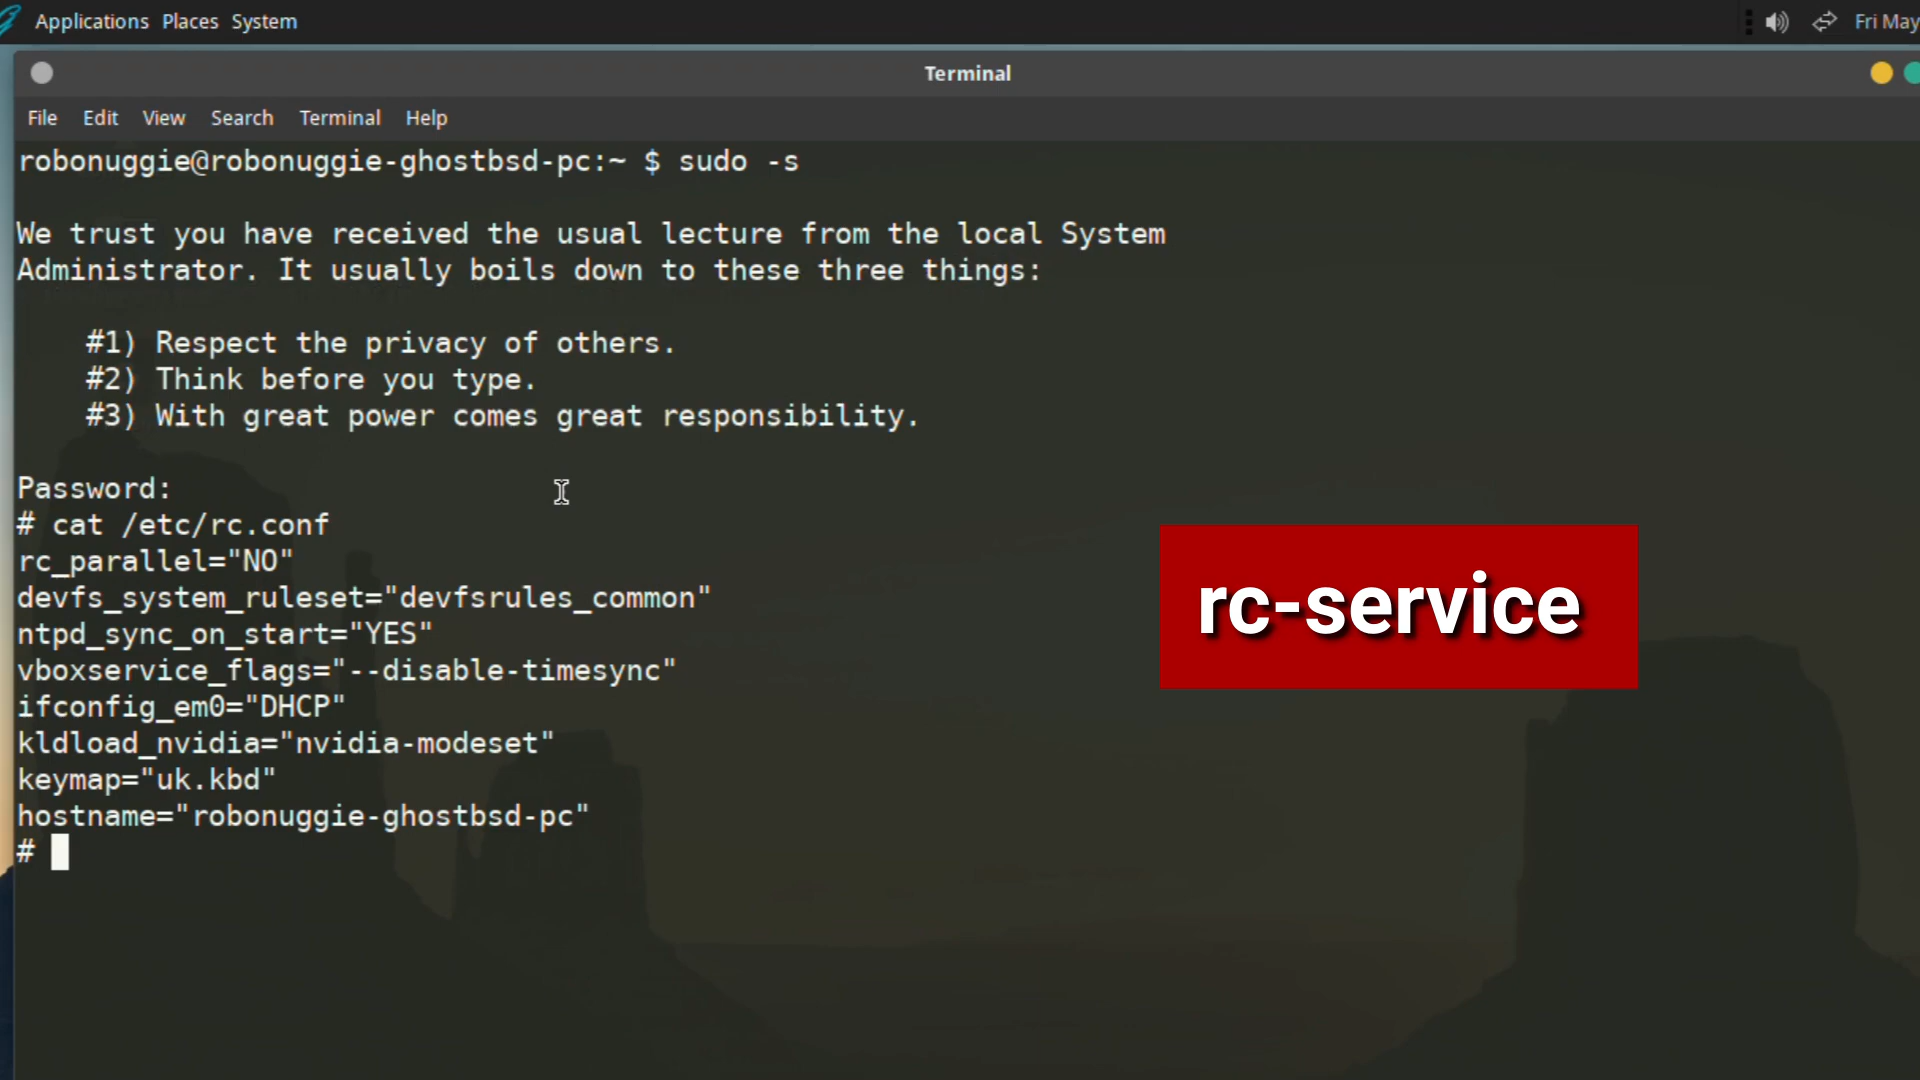 Applications Places System
Fri May
Terminal
File Edit View Search Terminal Help
robonuggie@robonuggie-ghostbsd-pc:~ $ sudo -s
We trust you have received the usual lecture from the local System
Administrator. It usually boils down to these three things:
#1) Respect the privacy of others.
#2) Think before you type.
#3) With great power comes great responsibility.
Password:
# cat /etc/rc.conf
rc_parallel="NO"
devfs_system_ruleset="devfsrules_common"
ntpd_sync_on_start="YES"
vboxservice_flags="--disable-timesync"
ifconfig_em0="DHCP"
kldload_nvidia="nvidia-modeset"
keymap="uk.kbd"
hostname="robonuggie-ghostbsd-pc"
#
rc-service